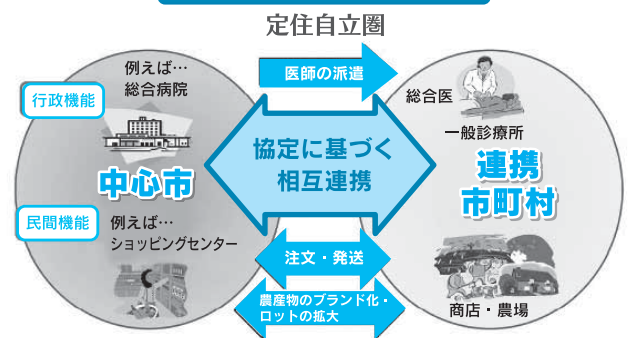 定住自立圏
例えば…
総合病院
行政機能
中心市
民間機能
例えば…
ショッピングセンター
医師の派遣
協定に基づく
相互連携
注文・発送
農産物のブランド化・
ロットの拡大
総合医
一般診療所
連携
市町村
商店・農場